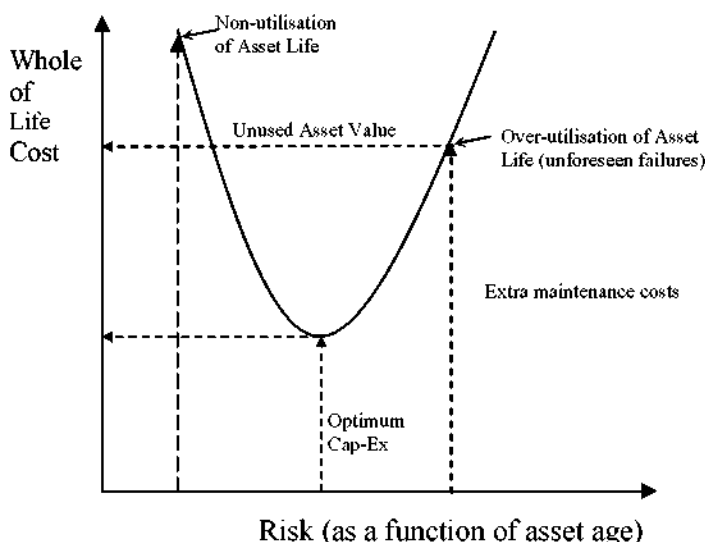 Non-utilisation
of Asset Life
Whole
of
Life
Cost
Unused Asset Value
Over-utilisation of Asset
Life (unforeseen failures)
Extra maintenance costs
Optimum
Cap-Ex
Risk (as a function of asset age)